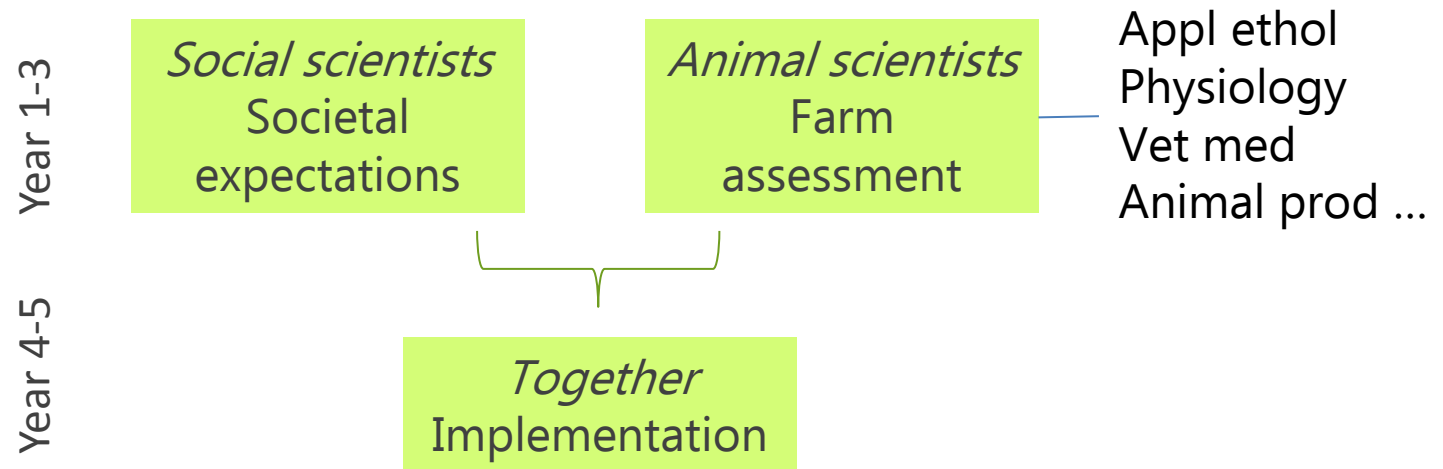 Year 1-3
Social scientists
Societal
expectations
Animal scientists
Farm
assessment
Appl ethol
Physiology
Vet med
Animal prod ...
Year 4-5
Together
Implementation